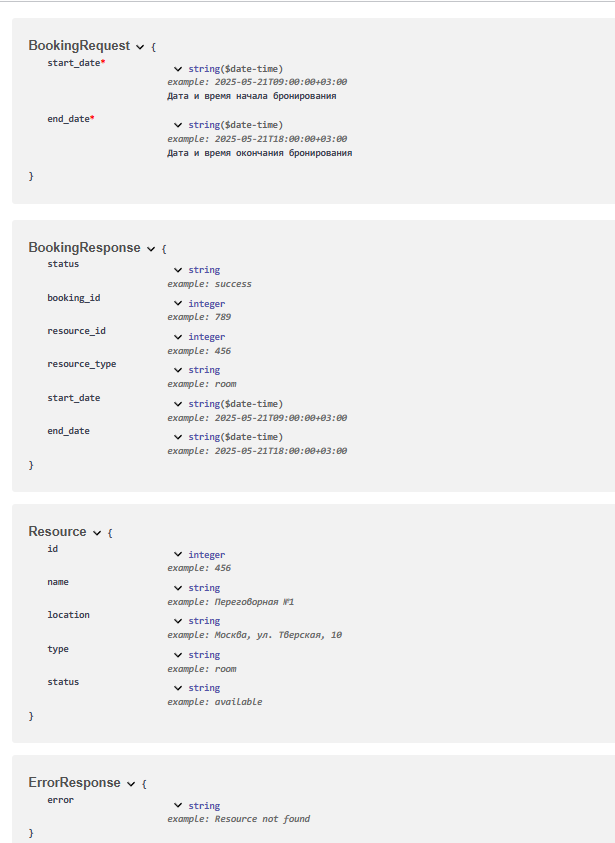 BookingRequest {
start_date*
string($date-time)
example: 2025-05-21T09:00:00+03:00
Дата и время начала бронирования
end_date*
string($date-time)
example: 2025-05-21T18:00:00+03:00
Дата и время окончания бронирования
}
BookingResponse {
status
string
example: success
booking_id
integer
example: 789
resource_id
integer
example: 456
resource_type
string
example: room
start_date
string($date-time)
example: 2025-05-21T09:00:00+03:00
end_date
string($date-time)
example: 2025-05-21T18:00:00+03:00
}
Resource {
id
integer
example: 456
name
string
example: Переговорная №1
location
string
example: Москва, ул. Тверская, 10
type
string
example: room
status
string
example: available
}
ErrorResponse {
error
string
example: Resource not found
}